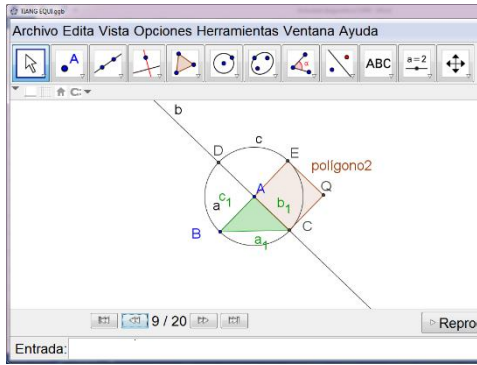 TIANG EQUI.ggb
Archivo Edita Vista Opciones Herramientas Ventana Ayuda
A
α
ABC
a=2
b
D
c
E
polígono2
A
Q
c₁
a
b₁
B
C
a₁
9 / 20
Repro
Entrada: